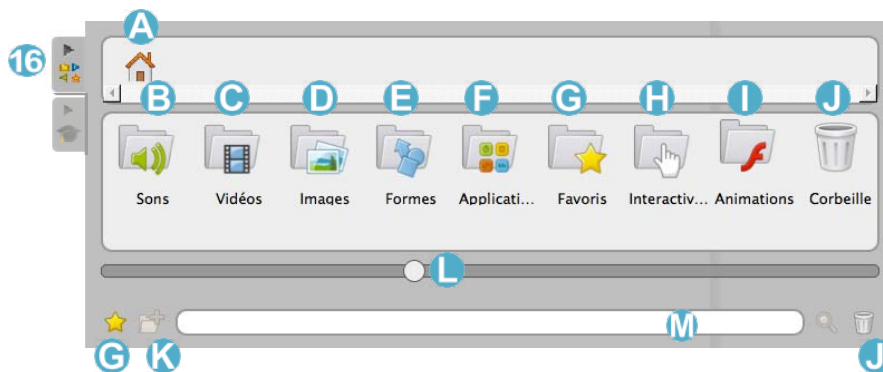 A
16
B C D E F G H I J
Sons Vidéos Images Formes Applicati... Favoris Interactiv... Animations Corbeille
L
M
G K J